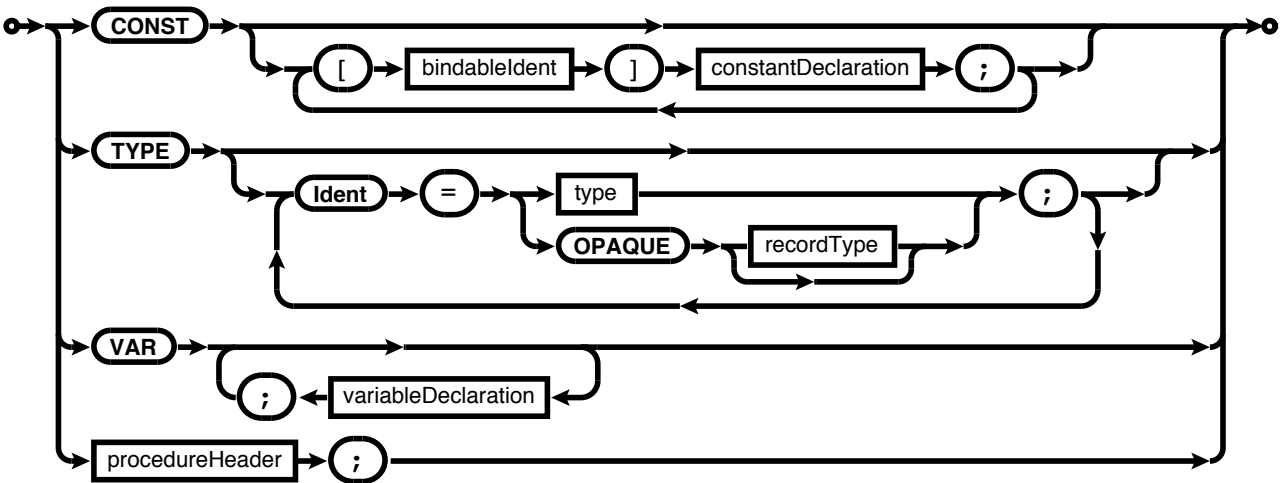 CONST
[ bindableIdent ] constantDeclaration ;
TYPE
Ident = type ;
OPAQUE recordType
VAR
; variableDeclaration
procedureHeader ;